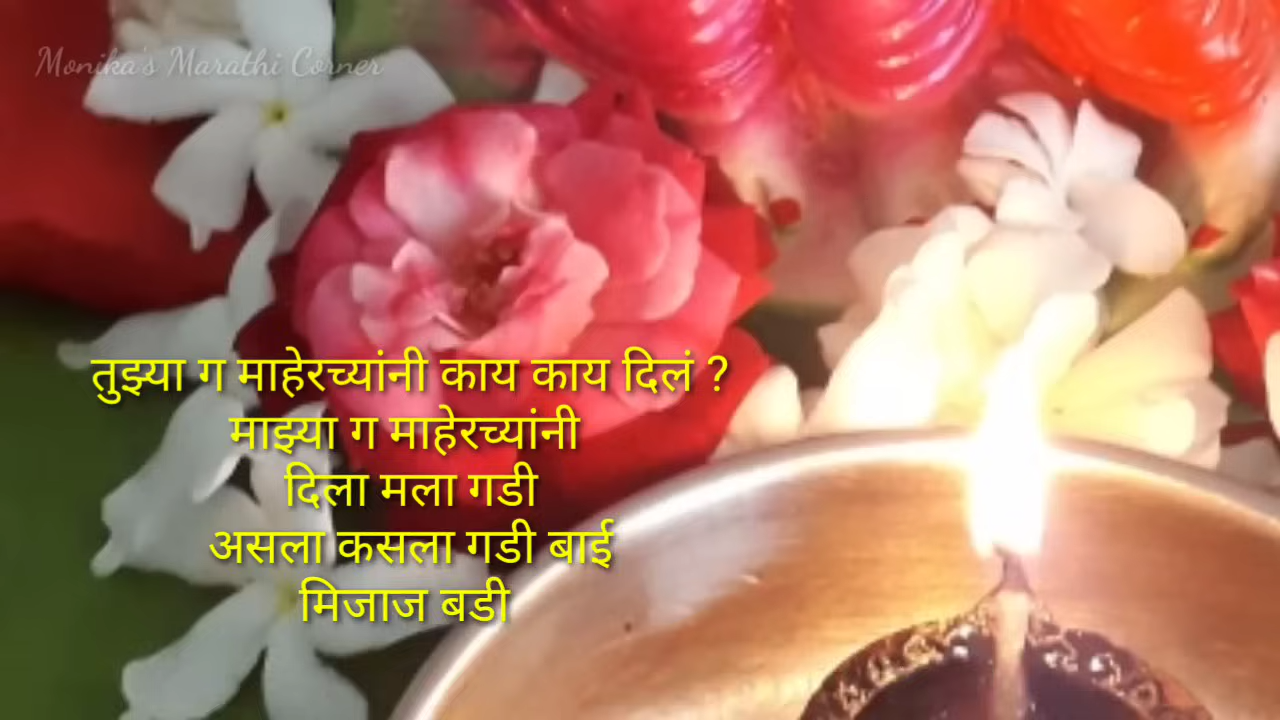 Monika's Marathi Corner
तुझ्या ग माहेरच्यांनी काय काय दिलं ?
माझ्या ग माहेरच्यांनी
दिला मला गडी
असला कसला गडी बाई
मिजाज बडी